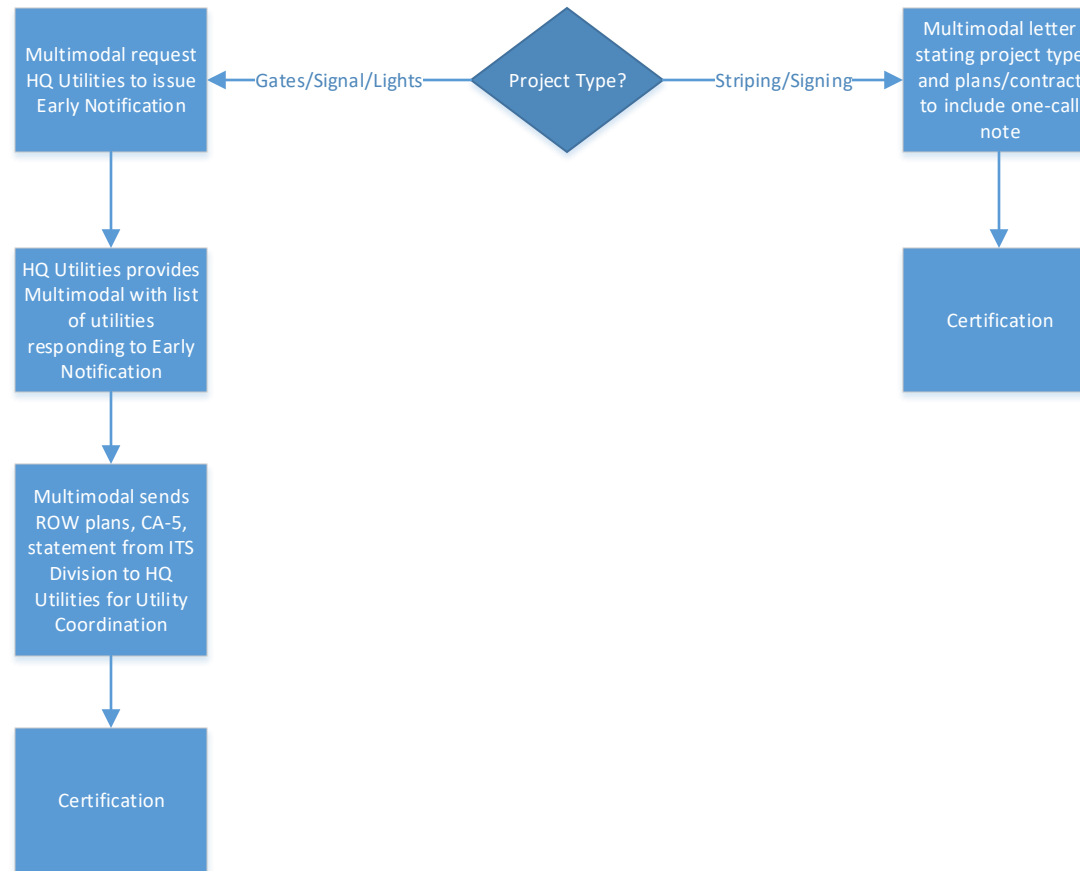 Multimodal request
HQ Utilities to issue
Early Notification
Gates/Signal/Lights
Project Type?
Striping/Signing
Multimodal letter
stating project type
and plans/contract
to include one-call
note
HQ Utilities provides
Multimodal with list
of utilities
responding to Early
Notification
Certification
Multimodal sends
ROW plans, CA-5,
statement from ITS
Division to HQ
Utilities for Utility
Coordination
Certification